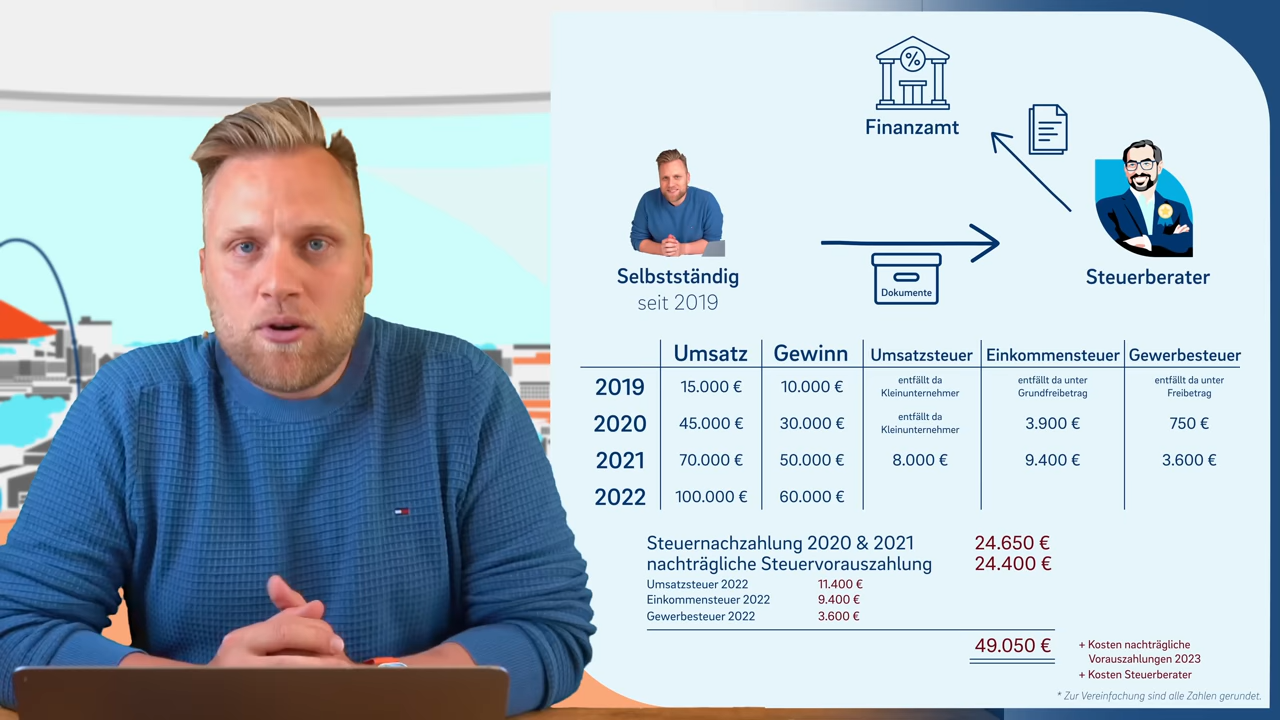 Finanzamt
Selbstständig
seit 2019
Dokumente
Steuerberater
Umsatz Gewinn Umsatzsteuer Einkommensteuer Gewerbesteuer
2019 15.000 € 10.000 € entfällt da Kleinunternehmer entfällt da unter Grundfreibetrag entfällt da unter Freibetrag
2020 45.000 € 30.000 € entfällt da Kleinunternehmer 3.900 € 750 €
2021 70.000 € 50.000 € 8.000 € 9.400 € 3.600 €
2022 100.000 € 60.000 €
Steuernachzahlung 2020 & 2021 24.650 €
nachträgliche Steuervorauszahlung 24.400 €
Umsatzsteuer 2022 11.400 €
Einkommensteuer 2022 9.400 €
Gewerbesteuer 2022 3.600 €
49.050 €
+ Kosten nachträgliche
Vorauszahlungen 2023
+ Kosten Steuerberater
* Zur Vereinfachung sind alle Zahlen gerundet.